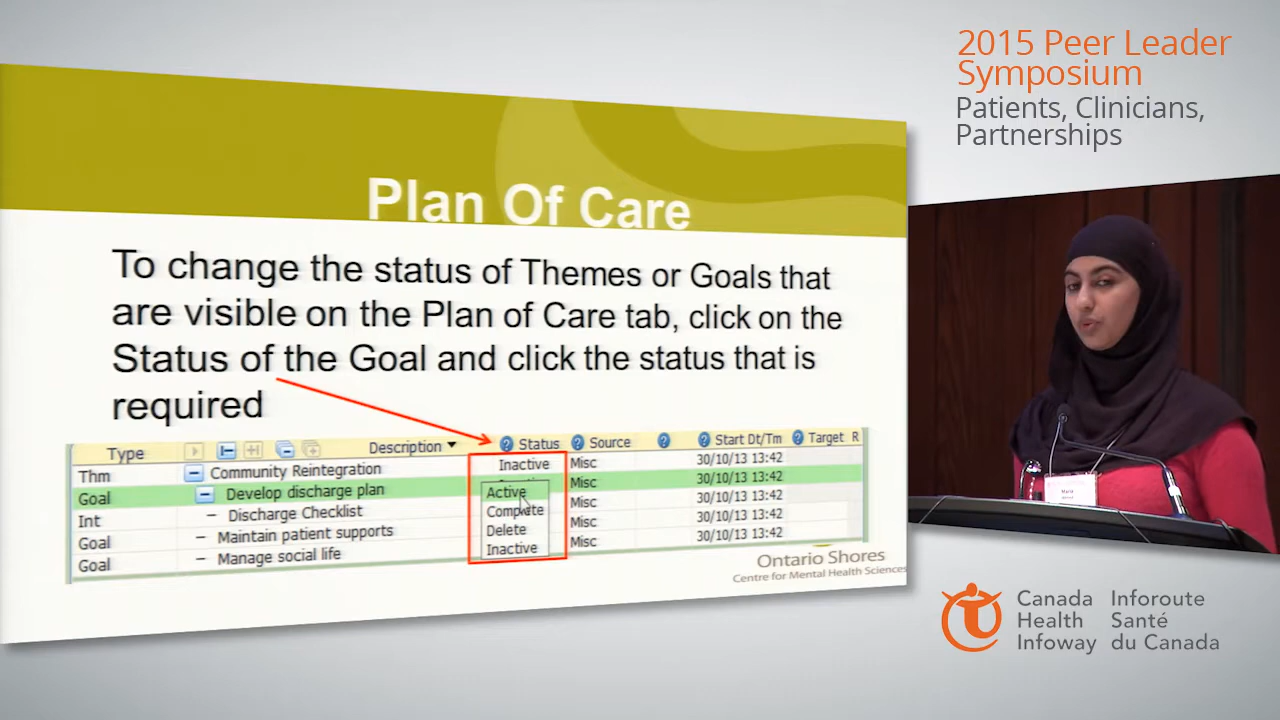 2015 Peer Leader
Symposium
Patients, Clinicians,
Partnerships
Plan Of Care
To change the status of Themes or Goals that
are visible on the Plan of Care tab, click on the
Status of the Goal and click the status that is
required
Type Description Status Source Start Dt/Tm Target R
Thm Community Reintegration Inactive Misc 30/10/13 13:42
Goal Develop discharge plan Active Misc 30/10/13 13:42
Int Discharge Checklist Complete Misc 30/10/13 13:42
Goal Maintain patient supports Delete Misc 30/10/13 13:42
Goal Manage social life Inactive Misc 30/10/13 13:42
Ontario Shores
Centre for Mental Health Sciences
Canada Inforoute
Health Santé
Infoway du Canada